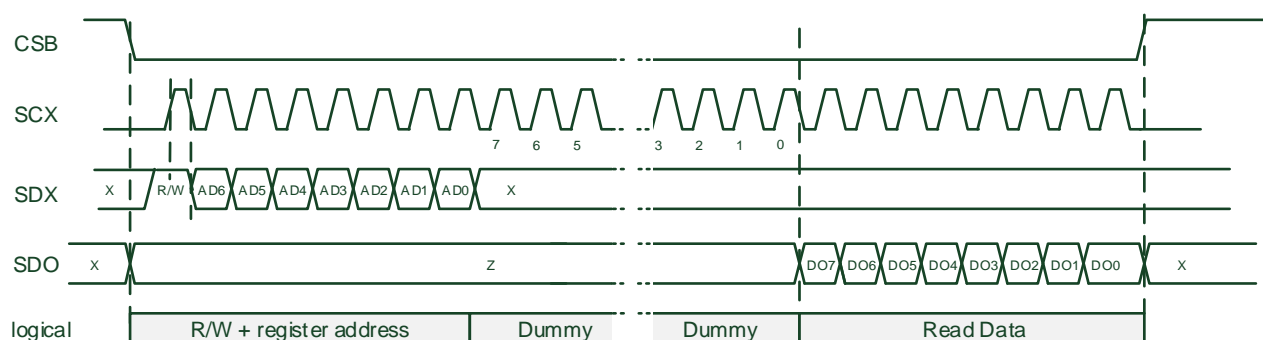 CSB
SCX
7 6 5 3 2 1 0
SDX X R/W AD6 AD5 AD4 AD3 AD2 AD1 AD0 X
SDO X Z DO7 DO6 DO5 DO4 DO3 DO2 DO1 DO0 X
logical R/W + register address Dummy Dummy Read Data